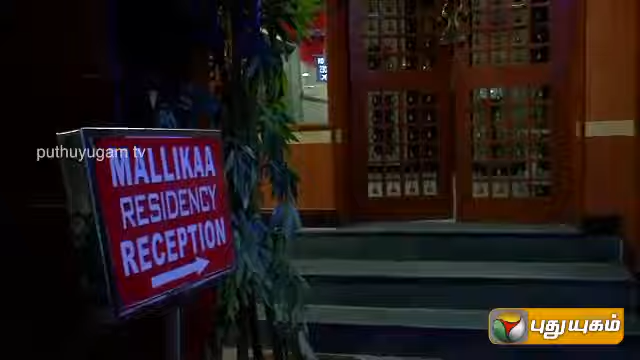 puthuyugam tv
MALLIKAA
RESIDENCY
RECEPTION
புதுயுகம்